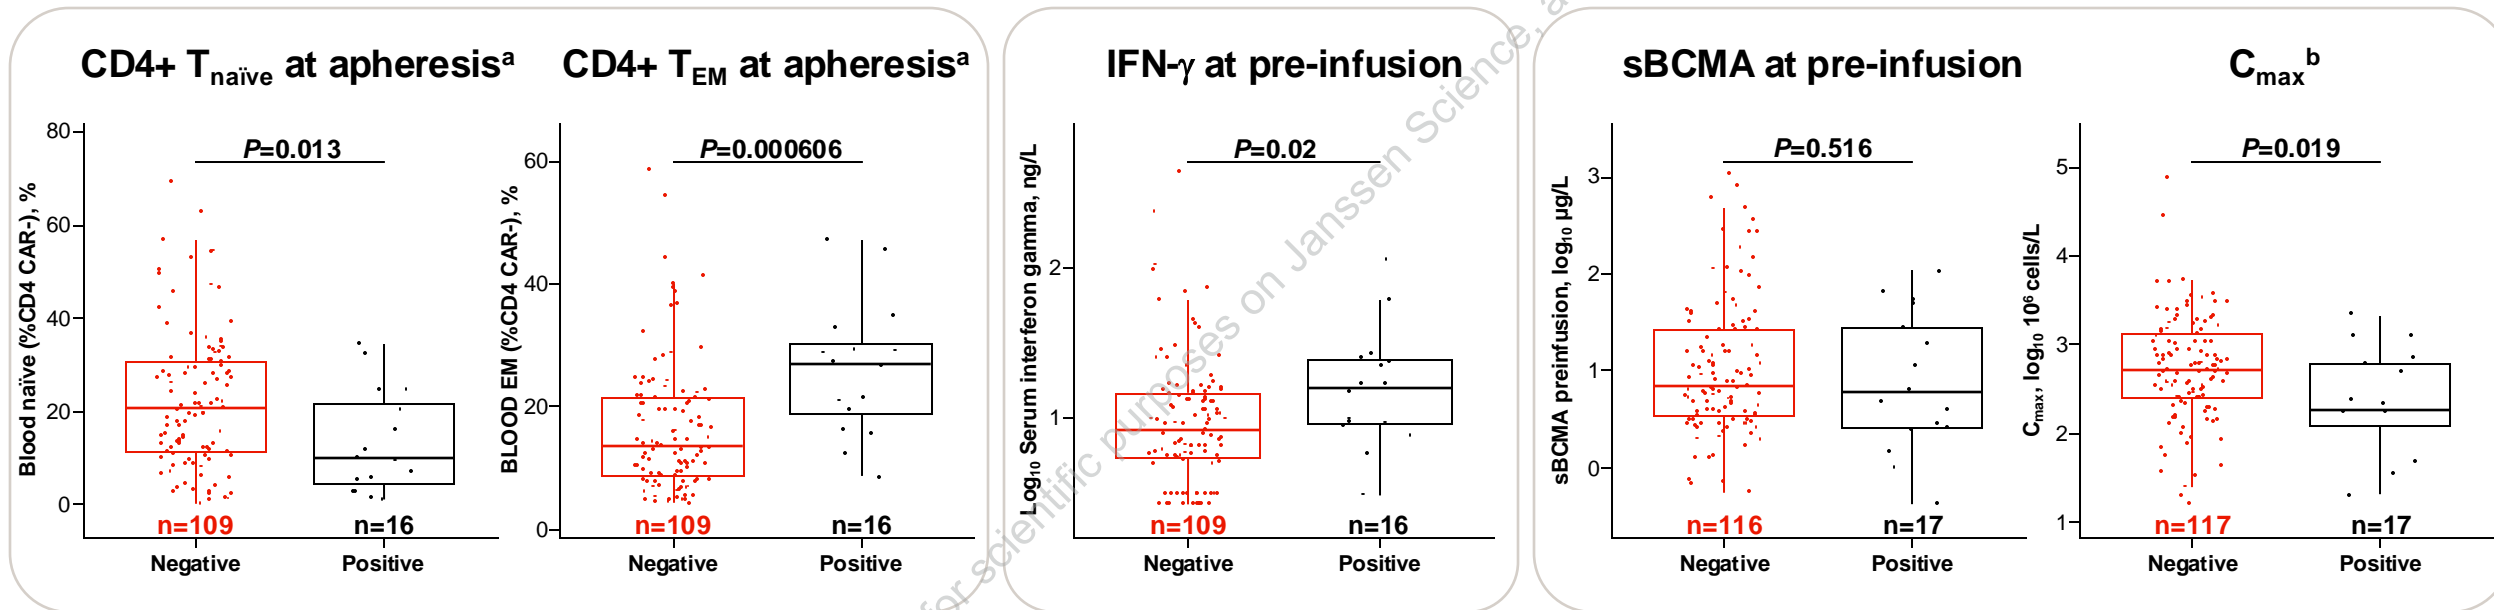 CD4+ Tnaïve at apheresisa
Blood naïve (%CD4 CAR-), %
80
60
40
20
0
P=0.013
n=109
n=16
Negative
Positive
CD4+ TEM at apheresisa
BLOOD EM (%CD4 CAR-), %
60
40
20
0
P=0.000606
n=109
n=16
Negative
Positive
IFN-γ at pre-infusion
Log10 Serum interferon gamma, ng/L
2
1
P=0.02
n=109
n=16
Negative
Positive
sBCMA at pre-infusion
sBCMA preinfusion, log10 µg/L
3
2
1
0
P=0.516
n=116
n=17
Negative
Positive
Cmaxb
Cmax, log10 10⁶ cells/L
5
4
3
2
1
P=0.019
n=117
n=17
Negative
Positive
for scientific purposes on Janssen Science, a